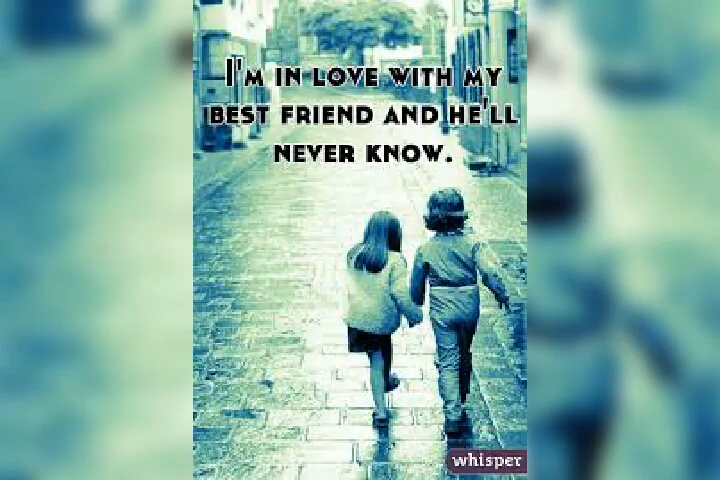 I'm in love with my
best friend and he'll
never know.
whisper